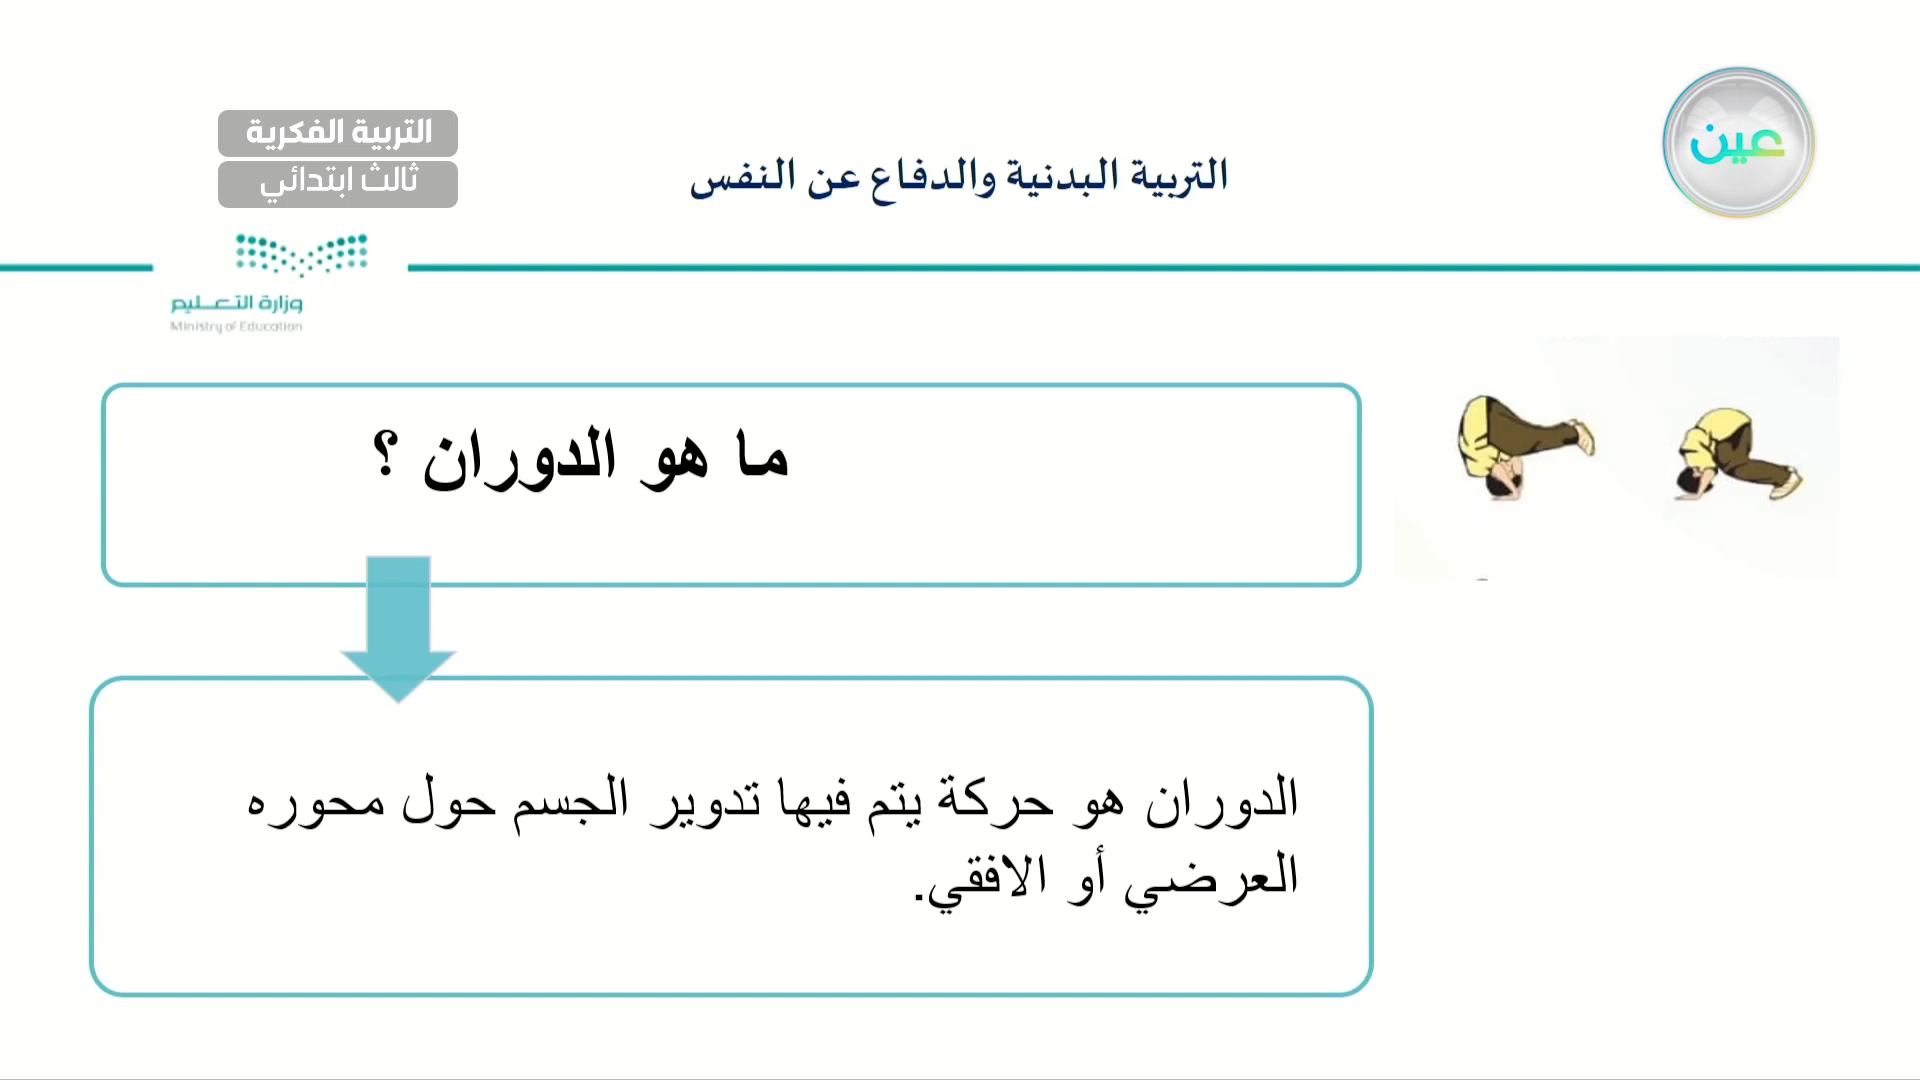 عين
التربية الفكرية
ثالث ابتدائي
التربية البدنية والدفاع عن النفس
وزارة التعليم
Ministry of Education
ما هو الدوران ؟
الدوران هو حركة يتم فيها تدوير الجسم حول محوره
العرضي أو الافقي.